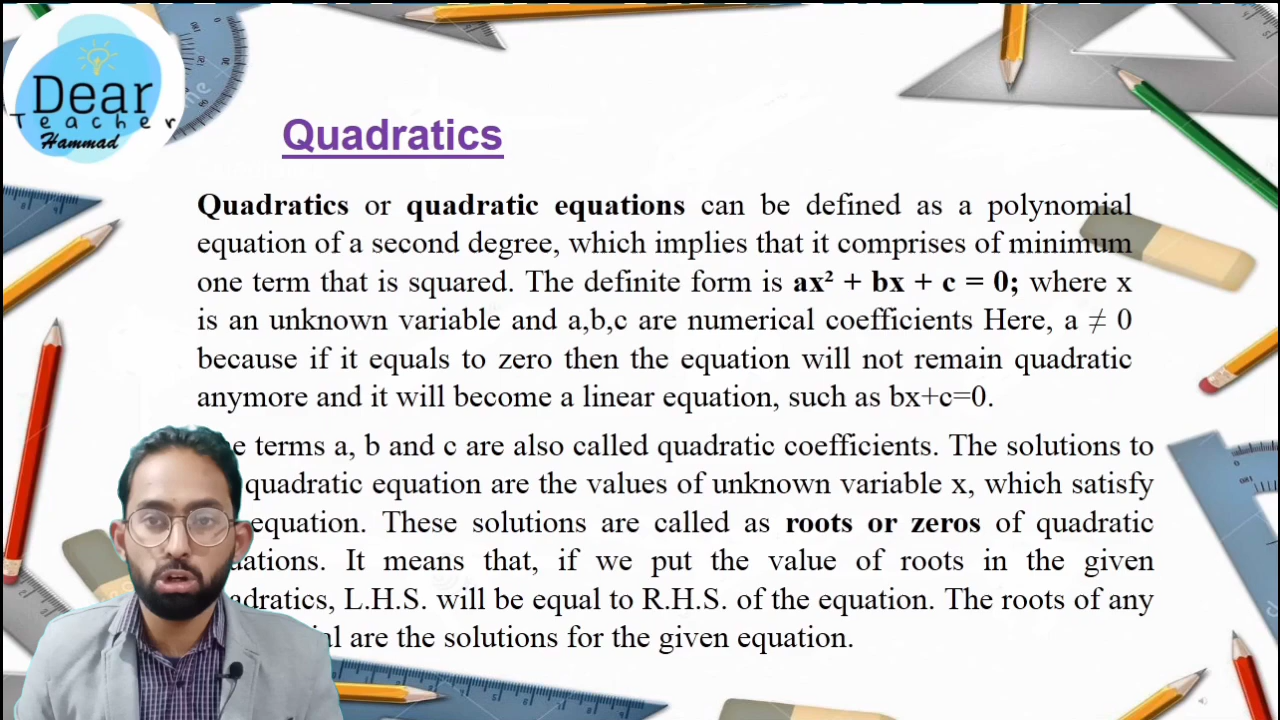 Dear
Teacher
Hammad
Quadratics
Quadratics or quadratic equations can be defined as a polynomial
equation of a second degree, which implies that it comprises of minimum
one term that is squared. The definite form is ax² + bx + c = 0; where x
is an unknown variable and a,b,c are numerical coefficients Here, a ≠ 0
because if it equals to zero then the equation will not remain quadratic
anymore and it will become a linear equation, such as bx+c=0.
terms a, b and c are also called quadratic coefficients. The solutions to
quadratic equation are the values of unknown variable x, which satisfy
equation. These solutions are called as roots or zeros of quadratic
It means that, if we put the value of roots in the given
L.H.S. will be equal to R.H.S. of the equation. The roots of any
are the solutions for the given equation.